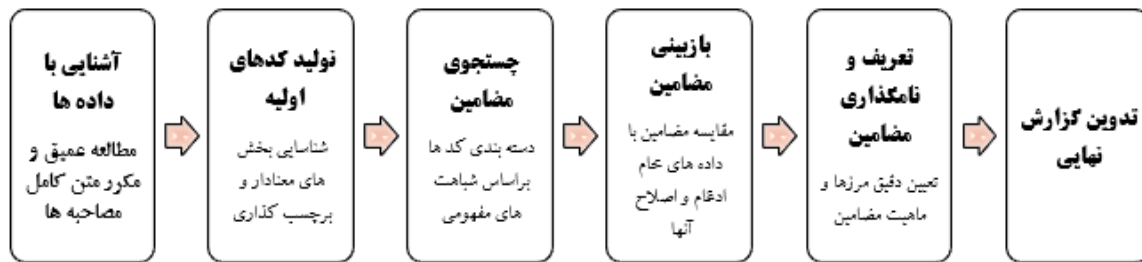 آشنایی با
داده ها
مطالعه عمیق و
مکرر متن کامل
مصاحبه ها
تولید کدهای
اولیه
شناسایی بخش
های معنادار و
برچسب گذاری
جستجوی
مضامین
دسته بندی کد ها
براساس شباهت
های مفهومی
بازبینی
مضامین
مقایسه مضامین با
داده های خام
ادغام و اصلاح
آنها
تعریف و
نامگذاری
مضامین
تعیین دقیق مرزها و
ماهیت مضامین
تدوین گزارش
نهایی